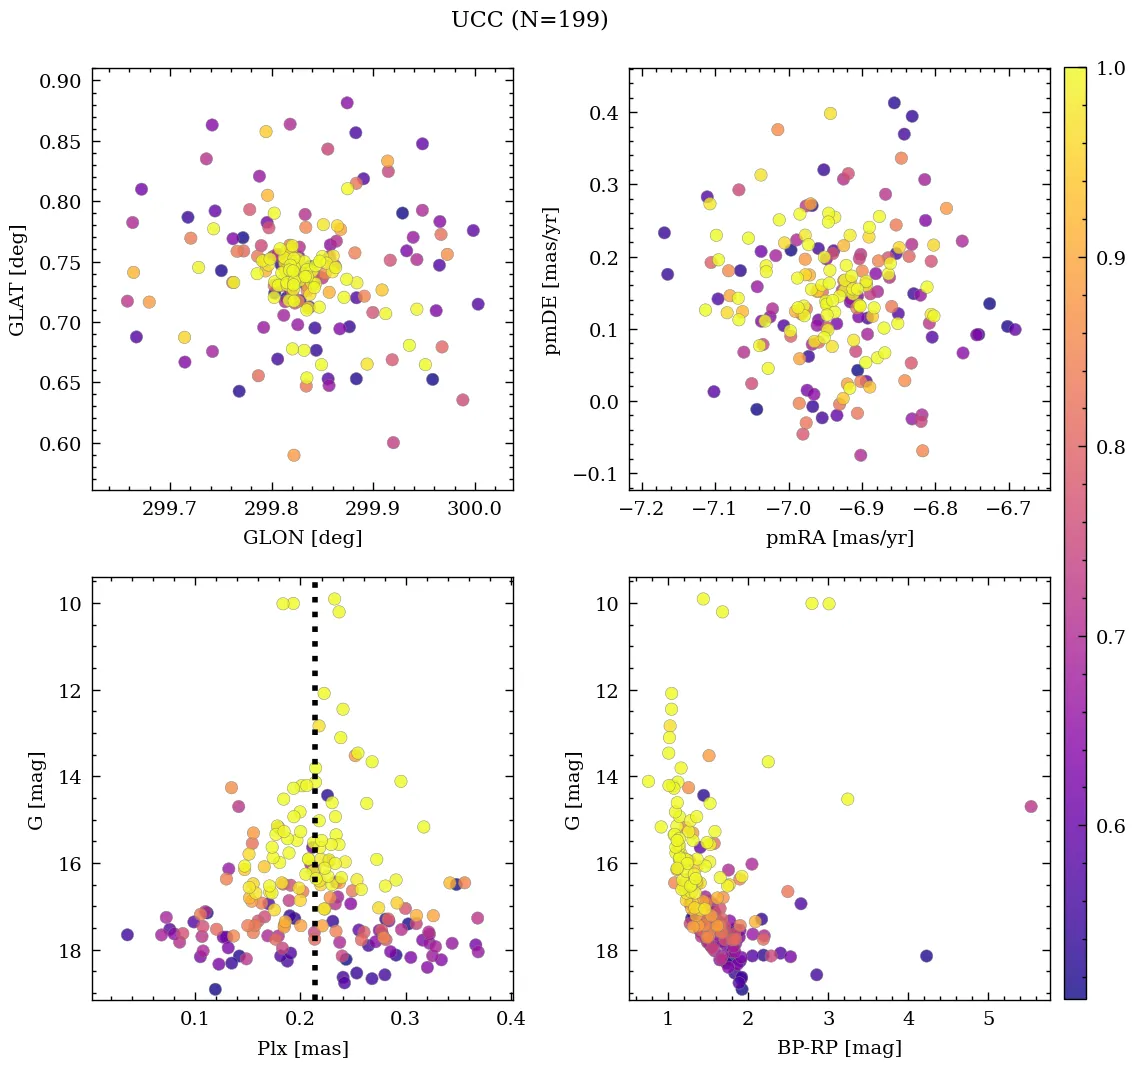 UCC (N=199)
0.90
0.85
0.80
0.75
0.70
0.65
0.60
GLAT [deg]
299.7 299.8 299.9 300.0
GLON [deg]
0.4
0.3
0.2
0.1
0.0
−0.1
pmDE [mas/yr]
−7.2 −7.1 −7.0 −6.9 −6.8 −6.7
pmRA [mas/yr]
10
12
14
16
18
G [mag]
0.1 0.2 0.3 0.4
Plx [mas]
10
12
14
16
18
G [mag]
1 2 3 4 5
BP-RP [mag]
1.0
0.9
0.8
0.7
0.6